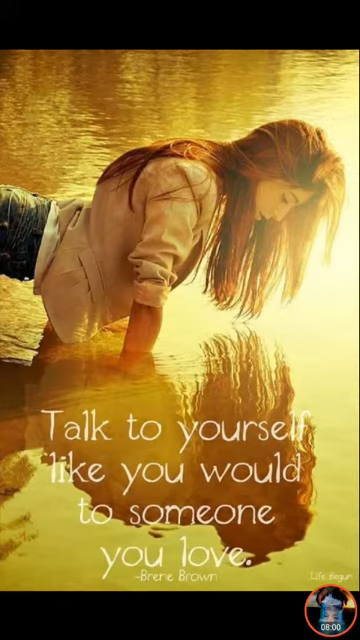 Talk to yourself
like you would
to someone
you love.
-Brene Brown
Life Begun
08:00